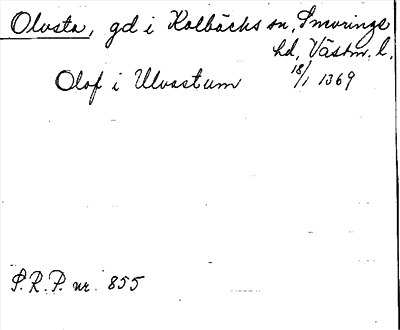 Olvsta, gd i Kolbäcks sn, Snevringe
hd, Västm. l.
Olof i Ulvastum 18/1 1369
S.R.P. nr. 855